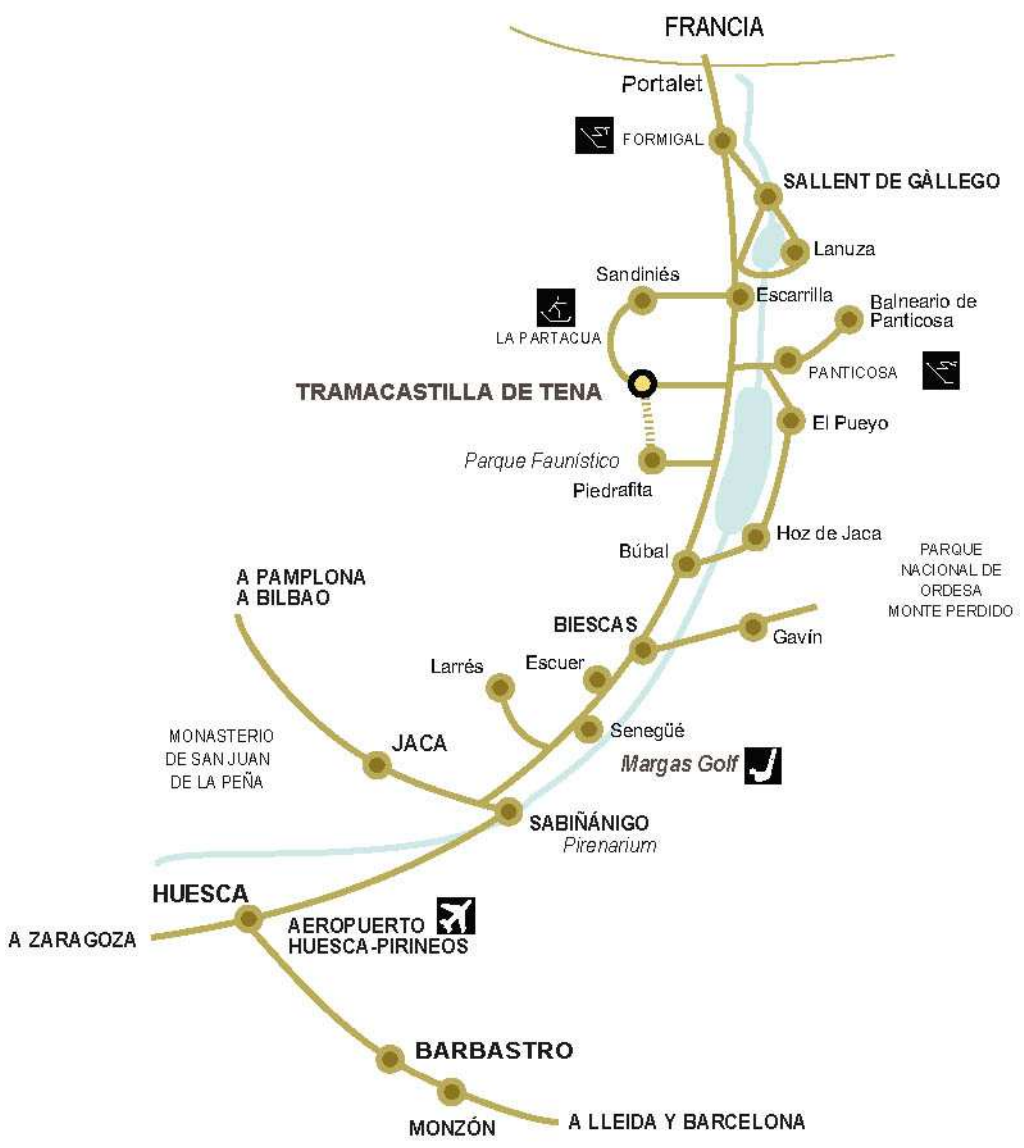 FRANCIA
Portalet
FORMIGAL
SALLENT DE GÀLLEGO
Lanuza
Sandiniés
Escarrilla
Balneario de
Panticosa
LA PARTACUA
PANTICOSA
TRAMACASTILLA DE TENA
El Pueyo
Parque Faunístico
Piedrafita
Hoz de Jaca
Búbal
PARQUE
NACIONAL DE
ORDESA
MONTE PERDIDO
A PAMPLONA
A BILBAO
BIESCAS
Gavín
Escuer
Larrés
Senegüé
MONASTERIO
DE SAN JUAN
DE LA PEÑA
JACA
Margas Golf
SABIÑÁNIGO
Pirenarium
HUESCA
AEROPUERTO
HUESCA-PIRINEOS
A ZARAGOZA
BARBASTRO
MONZÓN
A LLEIDA Y BARCELONA